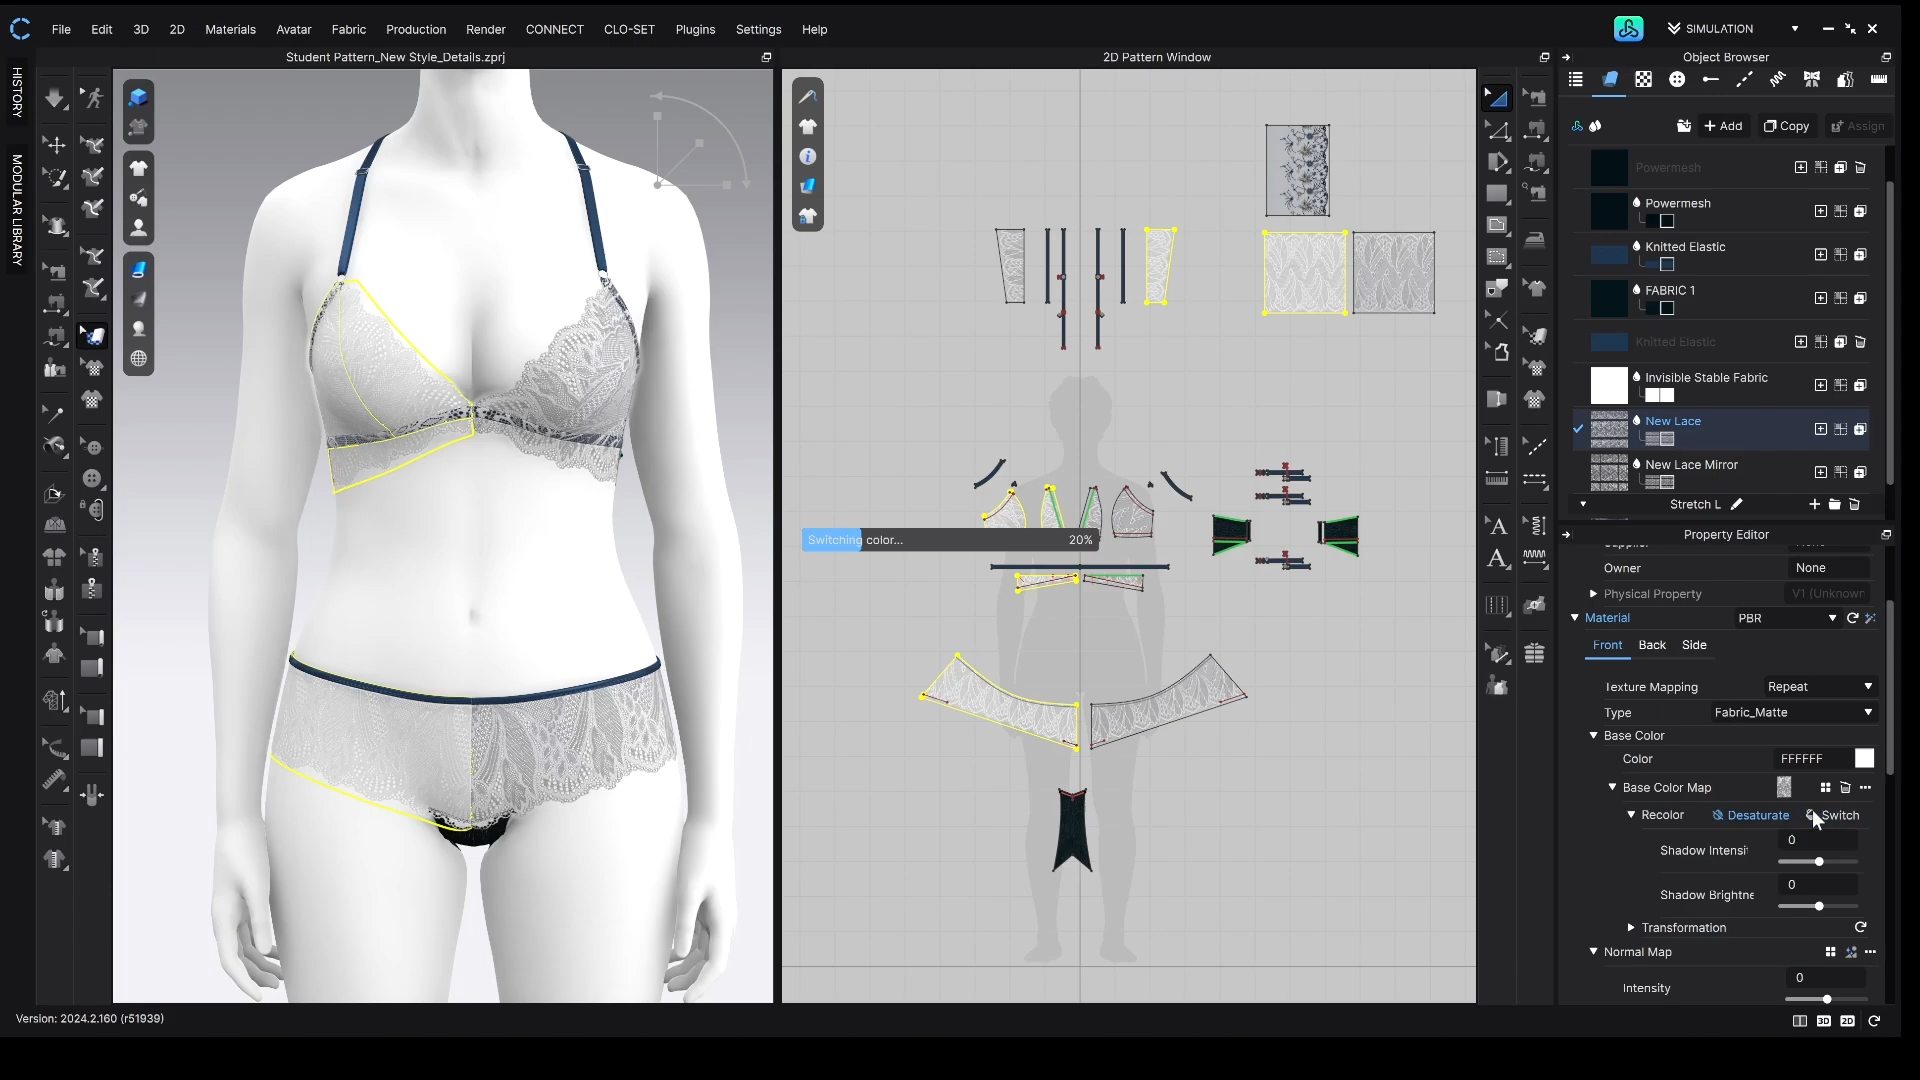 File Edit 3D 2D Materials Avatar Fabric Production Render CONNECT CLO-SET Plugins Settings Help
SIMULATION
Student Pattern_New Style_Details.zprj
2D Pattern Window
Object Browser
HISTORY
MODULAR LIBRARY
Add
Copy
Assign
Powermesh
Powermesh
Knitted Elastic
FABRIC 1
Knitted Elastic
Invisible Stable Fabric
New Lace
New Lace Mirror
Stretch L
Switching color... 20%
Property Editor
Owner None
Physical Property V1 (Unknown
Material PBR
Front Back Side
Texture Mapping Repeat
Type Fabric_Matte
Base Color
Color FFFFFF
Base Color Map
Recolor Desaturate Switch
0
Shadow Intensi
0
Shadow Brightne
Transformation
Normal Map
0
Intensity
Version: 2024.2.160 (r51939)
3D 2D